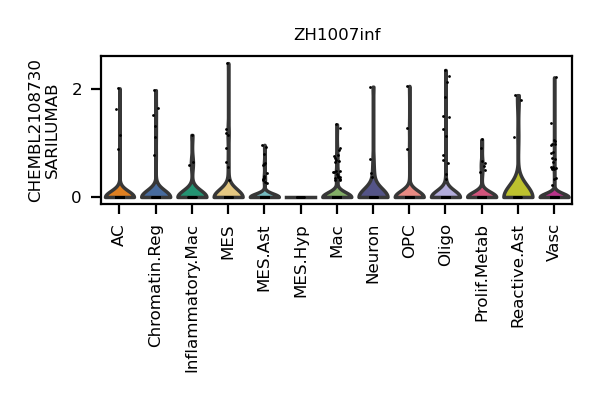 ZH1007inf
CHEMBL2108730
SARILUMAB
2
0
AC
Chromatin.Reg
Inflammatory.Mac
MES
MES.Ast
MES.Hyp
Mac
Neuron
OPC
Oligo
Prolif.Metab
Reactive.Ast
Vasc